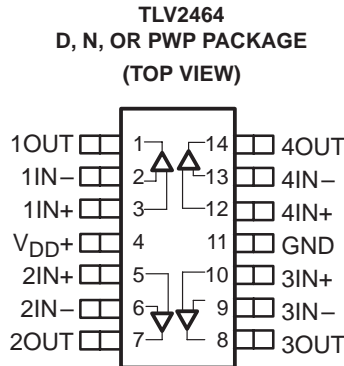 TLV2464
D, N, OR PWP PACKAGE
(TOP VIEW)
1OUT 1 14 4OUT
1IN− 2 13 4IN−
1IN+ 3 12 4IN+
VDD+ 4 11 GND
2IN+ 5 10 3IN+
2IN− 6 9 3IN−
2OUT 7 8 3OUT